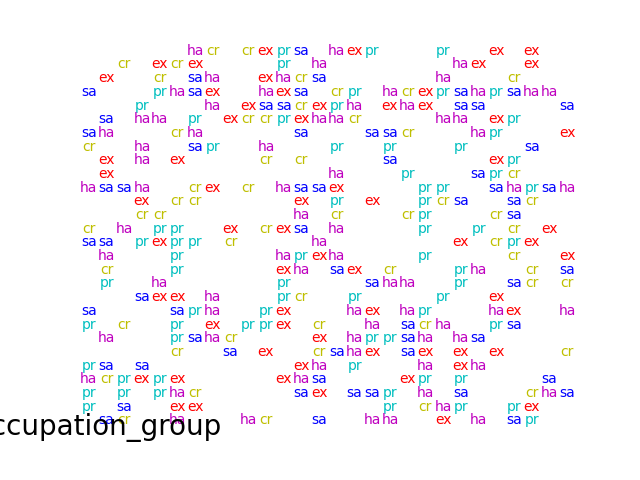 ha cr cr ex pr sa ha ex pr pr ex ex
cr ex cr ex pr ha ha ex ex
ex cr sa ha ex ha cr sa ha cr
sa pr ha sa ex ha ex sa cr pr ha cr ex pr sa ha pr sa ha ha
pr ha ex sa sa cr ex pr ha ex ha ex sa sa sa
sa ha ha pr ex cr cr pr ex ha ha cr ha ha ex pr
sa ha cr ha sa sa sa cr ha pr ex
cr ha sa pr ha pr pr pr sa
ex ha ex cr cr sa ex pr
ex ha pr sa pr cr
ha sa sa ha cr ex cr ha sa sa ex pr pr sa ha pr sa ha
ex cr cr ex pr ex pr cr sa sa cr
cr cr ha cr cr pr cr sa
cr ha pr pr ex cr ex sa ha pr pr cr ex
sa sa pr ex pr pr cr ha ex cr pr ex
ha pr ha pr ex ha pr cr ex
cr pr ex ha sa ex cr pr ha cr sa
pr ha pr sa ha ha pr sa cr cr
sa ex ex ha pr cr pr pr ex
sa sa pr ha pr ex ha ex ha pr ha ex ha
pr cr pr ex pr pr ex cr ha sa cr ha pr sa
ha pr sa ha cr ex ha pr pr sa ha ha sa
cr sa ex cr sa ha ex sa ex ex ex cr
pr sa sa ex ha pr ha ex ha
ha cr pr ex pr ex ex ha sa ex pr pr sa
pr pr pr ha cr sa ex sa sa pr ha sa cr ha sa
pr sa ex ex pr cr ha pr pr ex
sa cr ha ha cr sa ha ha ex ha sa pr
ccupation_group